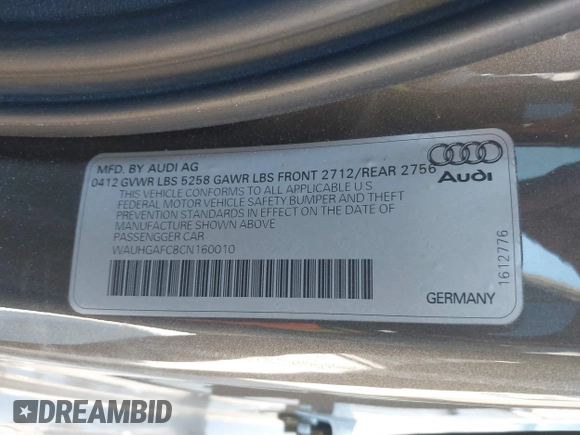 MFD. BY AUDI AG
0412 GVWR LBS 5258 GAWR LBS FRONT 2712/REAR 2756
THIS VEHICLE CONFORMS TO ALL APPLICABLE U.S
FEDERAL MOTOR VEHICLE SAFETY BUMPER AND THEFT
PREVENTION STANDARDS IN EFFECT ON THE DATE OF
MANUFACTURE SHOWN ABOVE
PASSENGGER CAR
WAUHGAFC8CN160010
Audi
1612776
GERMANY
DREAMBID